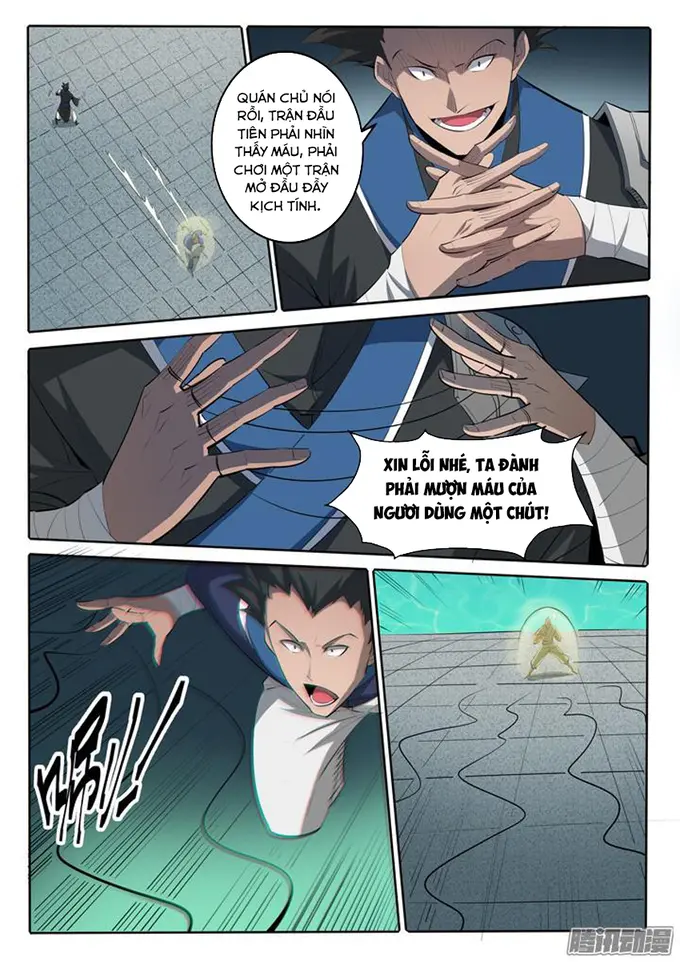 QUÁN CHỦ NÓI
RỒI, TRẬN ĐẤU
TIÊN PHẢI NHÌN
THẤY MÁU, PHẢI
CHƠI MỘT TRẬN
MỞ ĐẦU ĐẦY
KỊCH TÍNH.
XIN LỖI NHÉ, TA ĐÀNH
PHẢI MƯỢN MÁU CỦA
NGƯƠI DÙNG MỘT CHÚT!
腾讯动漫